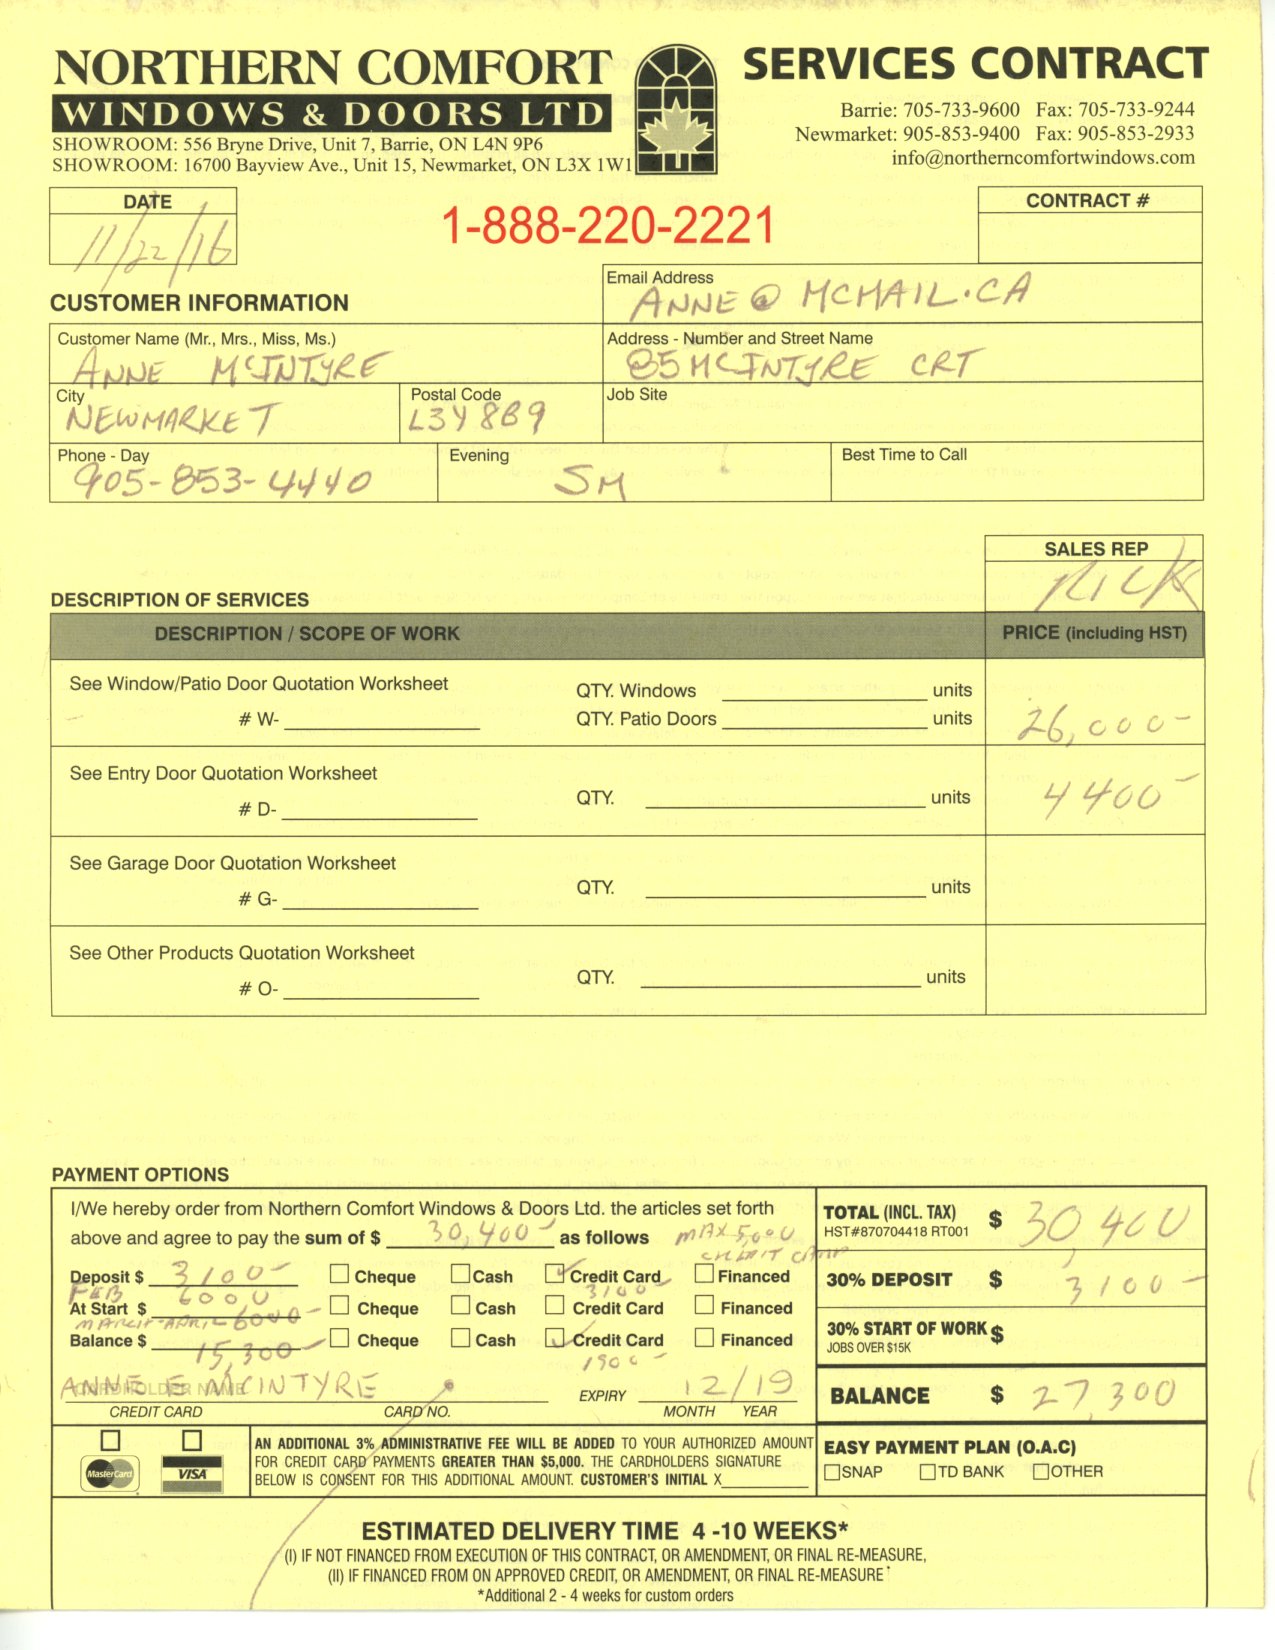 NORTHERN COMFORT
WINDOWS & DOORS LTD
SHOWROOM: 556 Bryne Drive, Unit 7, Barrie, ON L4N 9P6
SHOWROOM: 16700 Bayview Ave., Unit 15, Newmarket, ON L3X 1W1
SERVICES CONTRACT
Barrie: 705-733-9600 Fax: 705-733-9244
Newmarket: 905-853-9400 Fax: 905-853-2933
info@northerncomfortwindows.com
DATE
11/22/16
1-888-220-2221
CONTRACT #
CUSTOMER INFORMATION
Email Address
ANNE@MCMAIL.CA
Customer Name (Mr., Mrs., Miss, Ms.)
ANNE MCINTYRE
Address - Number and Street Name
85 MCINTYRE CRT
City
NEWMARKET
Postal Code
L3Y 8B9
Job Site
Phone - Day
905-853-4440
Evening
SM
Best Time to Call
SALES REP
RICK
DESCRIPTION OF SERVICES
DESCRIPTION / SCOPE OF WORK
PRICE (including HST)
See Window/Patio Door Quotation Worksheet
# W-
QTY. Windows units
QTY. Patio Doors units
26,000-
See Entry Door Quotation Worksheet
# D-
QTY. units
4400-
See Garage Door Quotation Worksheet
# G-
QTY. units
See Other Products Quotation Worksheet
# O-
QTY. units
PAYMENT OPTIONS
I/We hereby order from Northern Comfort Windows & Doors Ltd. the articles set forth
above and agree to pay the sum of $ 30,400- as follows MAX 5,000
CREDIT CARD
Deposit $ 3100- Cheque Cash Credit Card Financed
FEB 6000 3100-
At Start $ Cheque Cash Credit Card Financed
MARCH-APRIL 6000-
Balance $ 15,300- Cheque Cash Credit Card Financed
1900-
CARDHOLDER NAME
ANNE E MCINTYRE
EXPIRY 12/19
CREDIT CARD CARD NO. MONTH YEAR
TOTAL (INCL. TAX) $ 30,400
HST#870704418 RT001
30% DEPOSIT $ 3100-
30% START OF WORK $
JOBS OVER $15K
BALANCE $ 27,300
MasterCard
VISA
AN ADDITIONAL 3% ADMINISTRATIVE FEE WILL BE ADDED TO YOUR AUTHORIZED AMOUNT
FOR CREDIT CARD PAYMENTS GREATER THAN $5,000. THE CARDHOLDERS SIGNATURE
BELOW IS CONSENT FOR THIS ADDITIONAL AMOUNT. CUSTOMER'S INITIAL X
EASY PAYMENT PLAN (O.A.C)
SNAP TD BANK OTHER
ESTIMATED DELIVERY TIME 4 -10 WEEKS*
(I) IF NOT FINANCED FROM EXECUTION OF THIS CONTRACT, OR AMENDMENT, OR FINAL RE-MEASURE,
(II) IF FINANCED FROM ON APPROVED CREDIT, OR AMENDMENT, OR FINAL RE-MEASURE
*Additional 2 - 4 weeks for custom orders